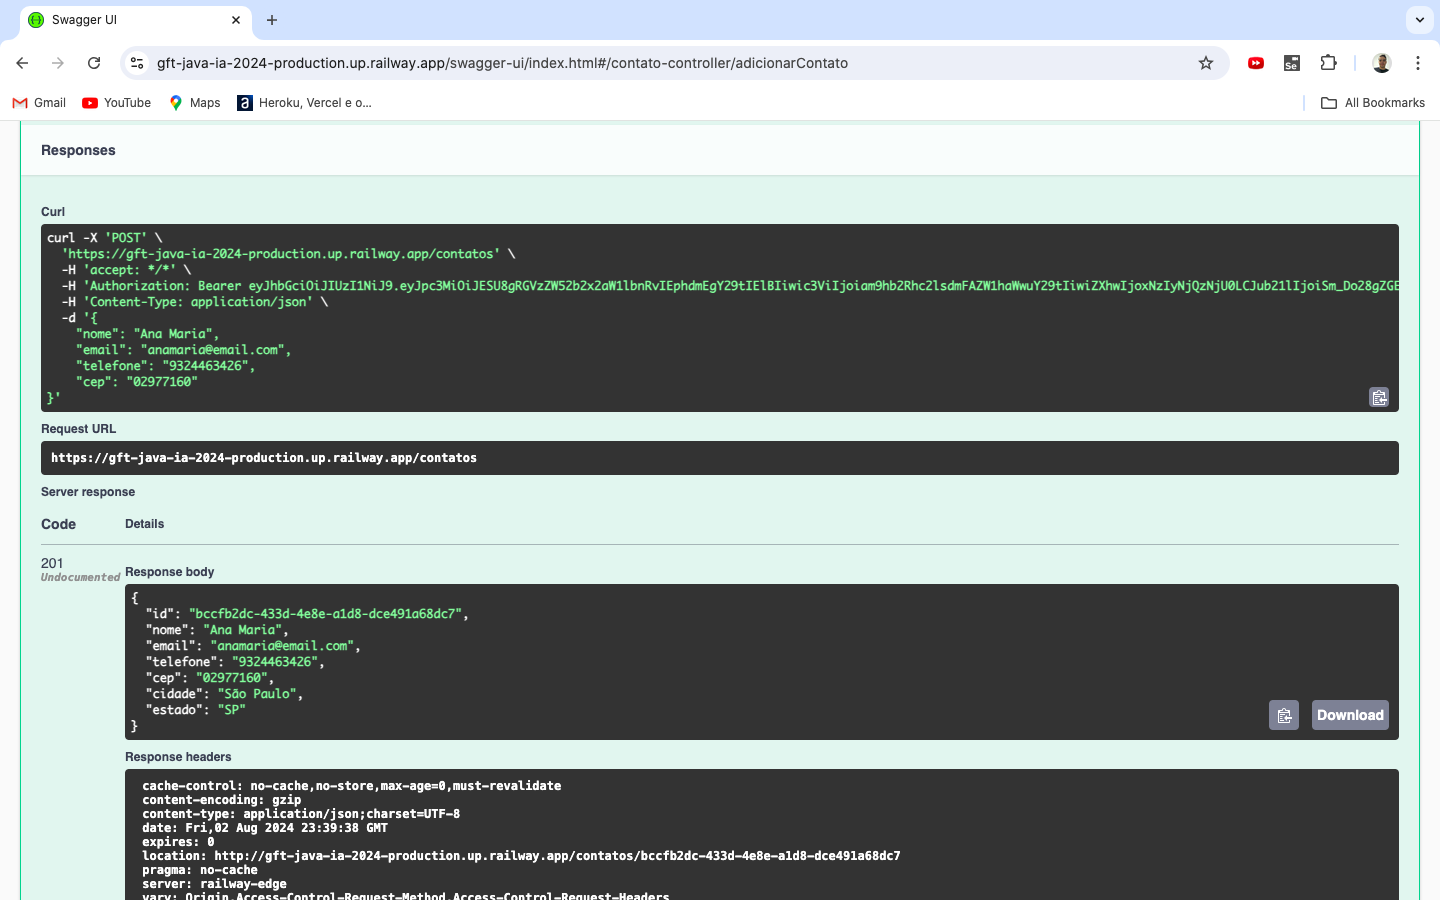 Swagger UI
gft-java-ia-2024-production.up.railway.app/swagger-ui/index.html#/contato-controller/adicionarContato
Se
Gmail YouTube Maps Heroku, Vercel e o... All Bookmarks
Responses
Curl
curl -X 'POST' \
'https://gft-java-ia-2024-production.up.railway.app/contatos' \
-H 'accept: */*' \
-H 'Authorization: Bearer
-H 'Content-Type: application/json' \
-d '{
"nome": "Ana Maria",
"email": "anamaria@email.com",
"telefone": "9324463426",
"cep": "02977160"
}'
Request URL
https://gft-java-ia-2024-production.up.railway.app/contatos
Server response
Code Details
201
Undocumented
Response body
{
"id": "bccfb2dc-433d-4e8e-a1d8-dce491a68dc7",
"nome": "Ana Maria",
"email": "anamaria@email.com",
"telefone": "9324463426",
"cep": "02977160",
"cidade": "São Paulo",
"estado": "SP"
}
Download
Response headers
cache-control: no-cache,no-store,max-age=0,must-revalidate
content-encoding: gzip
content-type: application/json;charset=UTF-8
date: Fri,02 Aug 2024 23:39:38 GMT
expires: 0
location: http://gft-java-ia-2024-production.up.railway.app/contatos/bccfb2dc-433d-4e8e-a1d8-dce491a68dc7
pragma: no-cache
server: railway-edge
vary: Origin,Access-Control-Request-Method,Access-Control-Request-Headers